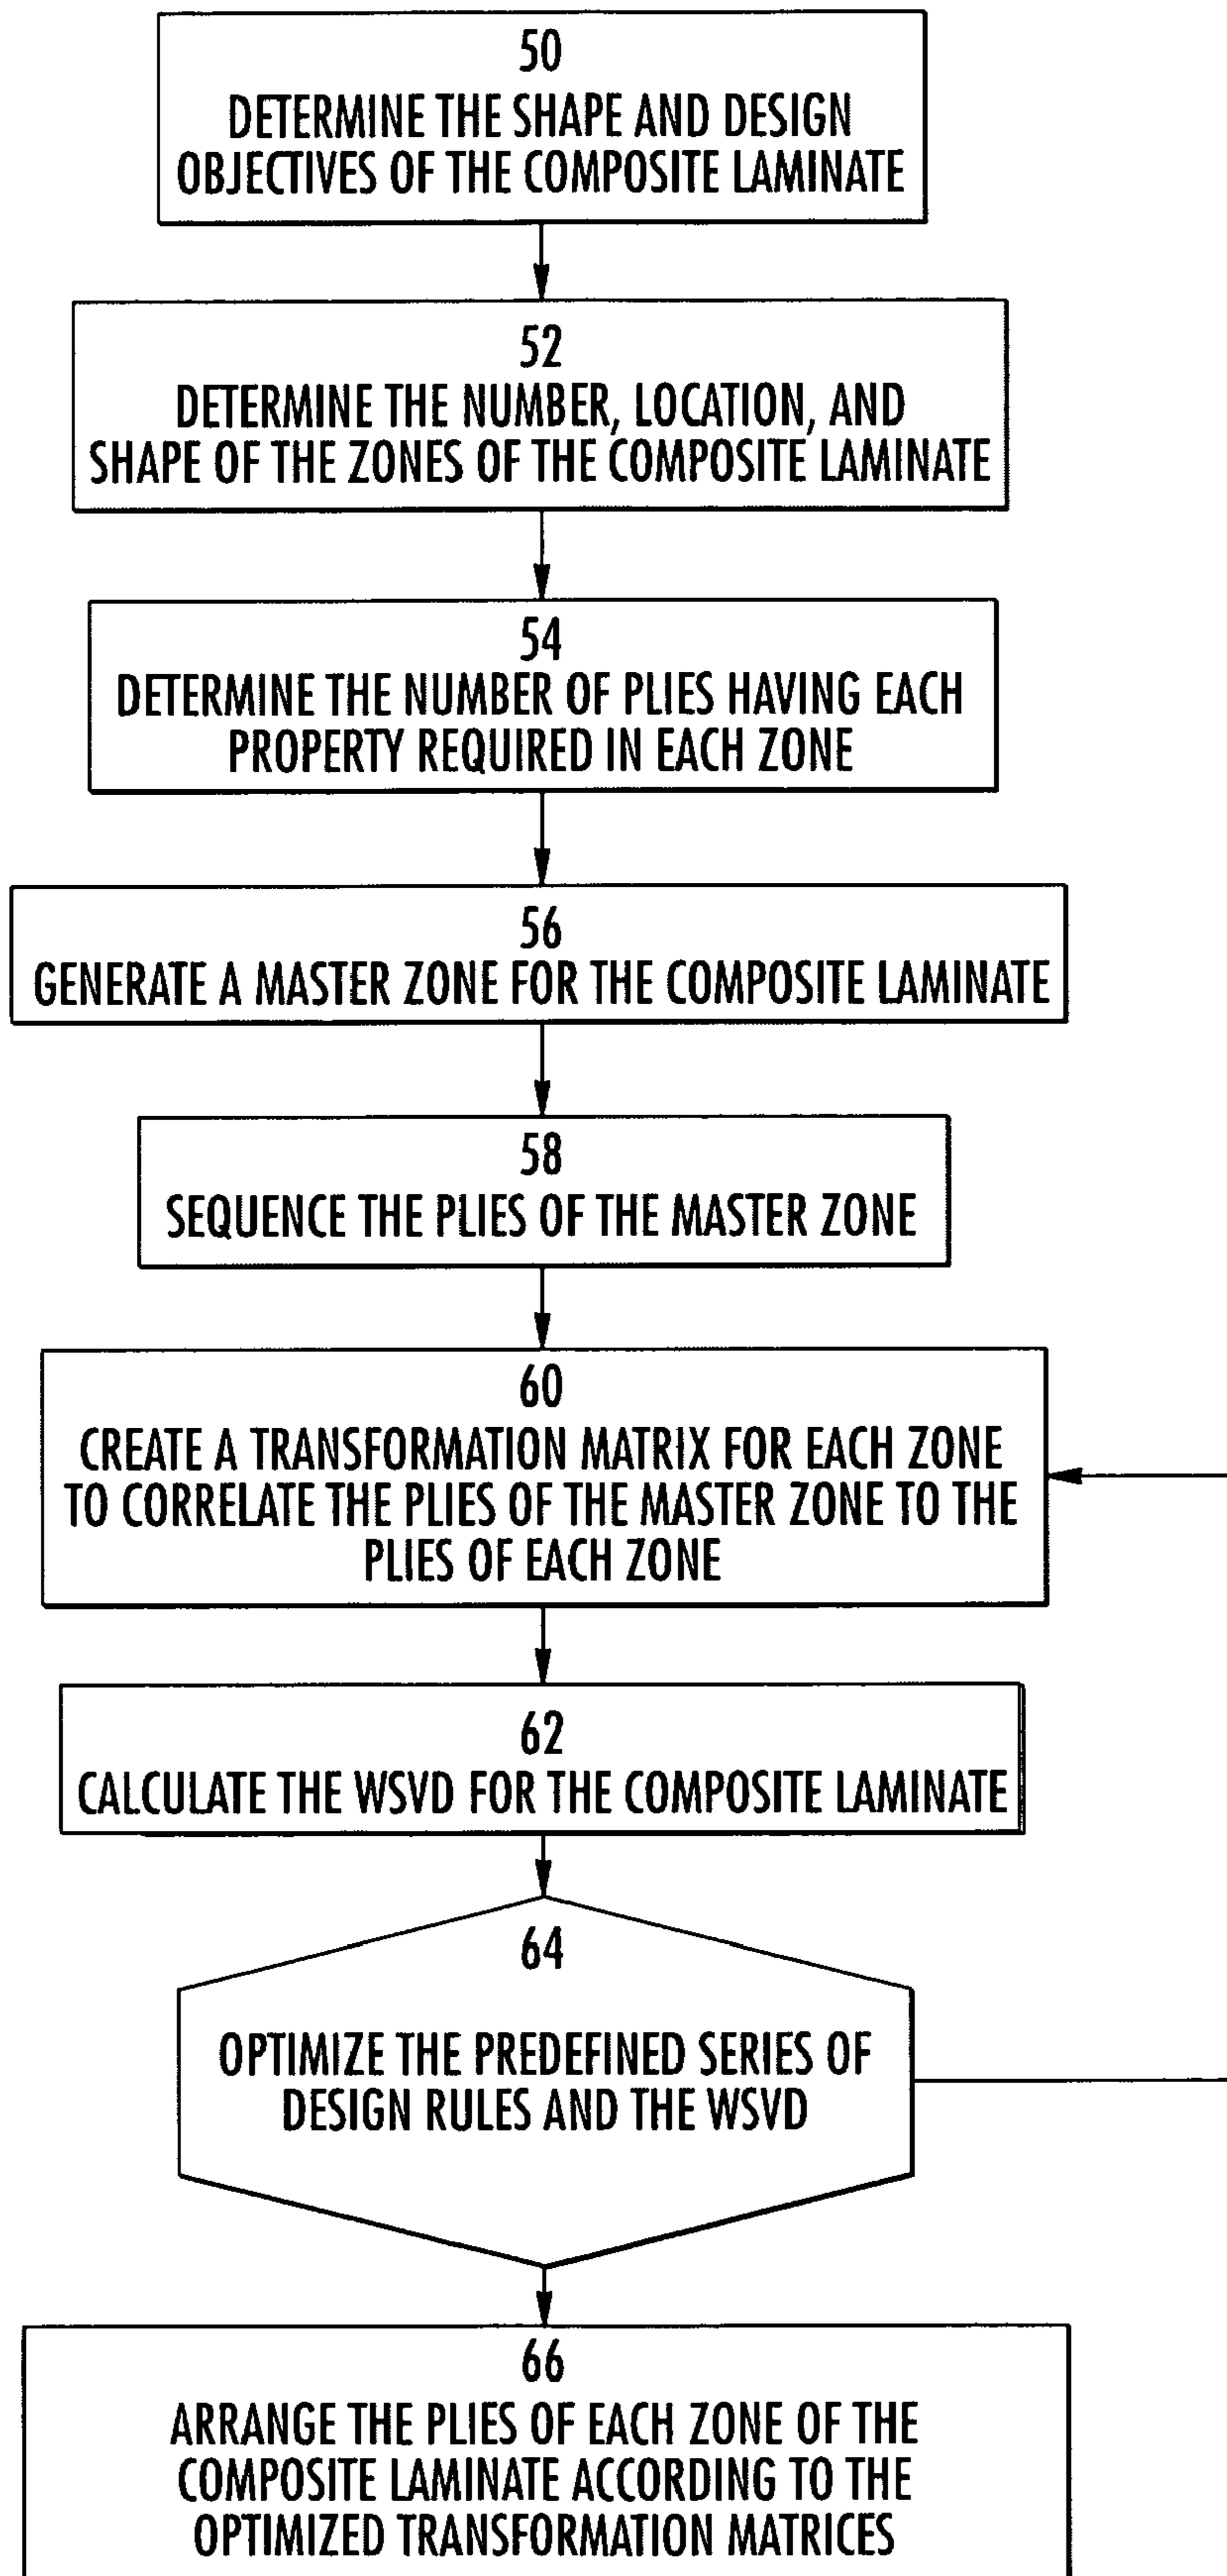 50
DETERMINE THE SHAPE AND DESIGN
OBJECTIVES OF THE COMPOSITE LAMINATE
52
DETERMINE THE NUMBER, LOCATION, AND
SHAPE OF THE ZONES OF THE COMPOSITE LAMINATE
54
DETERMINE THE NUMBER OF PLIES HAVING EACH
PROPERTY REQUIRED IN EACH ZONE
56
GENERATE A MASTER ZONE FOR THE COMPOSITE LAMINATE
58
SEQUENCE THE PLIES OF THE MASTER ZONE
60
CREATE A TRANSFORMATION MATRIX FOR EACH ZONE
TO CORRELATE THE PLIES OF THE MASTER ZONE TO THE
PLIES OF EACH ZONE
62
CALCULATE THE WSVD FOR THE COMPOSITE LAMINATE
64
OPTIMIZE THE PREDEFINED SERIES OF
DESIGN RULES AND THE WSVD
66
ARRANGE THE PLIES OF EACH ZONE OF THE
COMPOSITE LAMINATE ACCORDING TO THE
OPTIMIZED TRANSFORMATION MATRICES